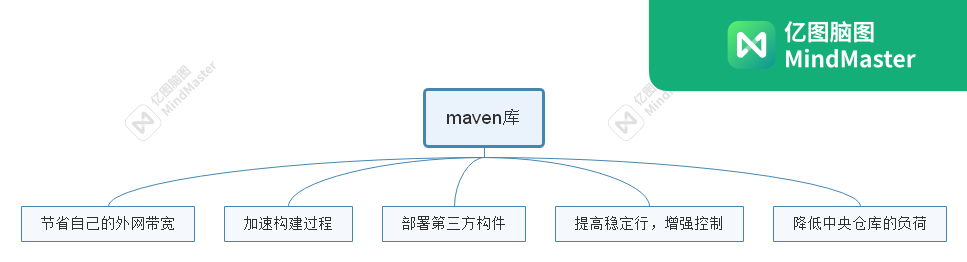 亿图脑图
MindMaster
亿图脑图
MindMaster
亿图
Mind
maven库
节省自己的外网带宽
加速构建过程
部署第三方构件
提高稳定行，增强控制
降低中央仓库的负荷